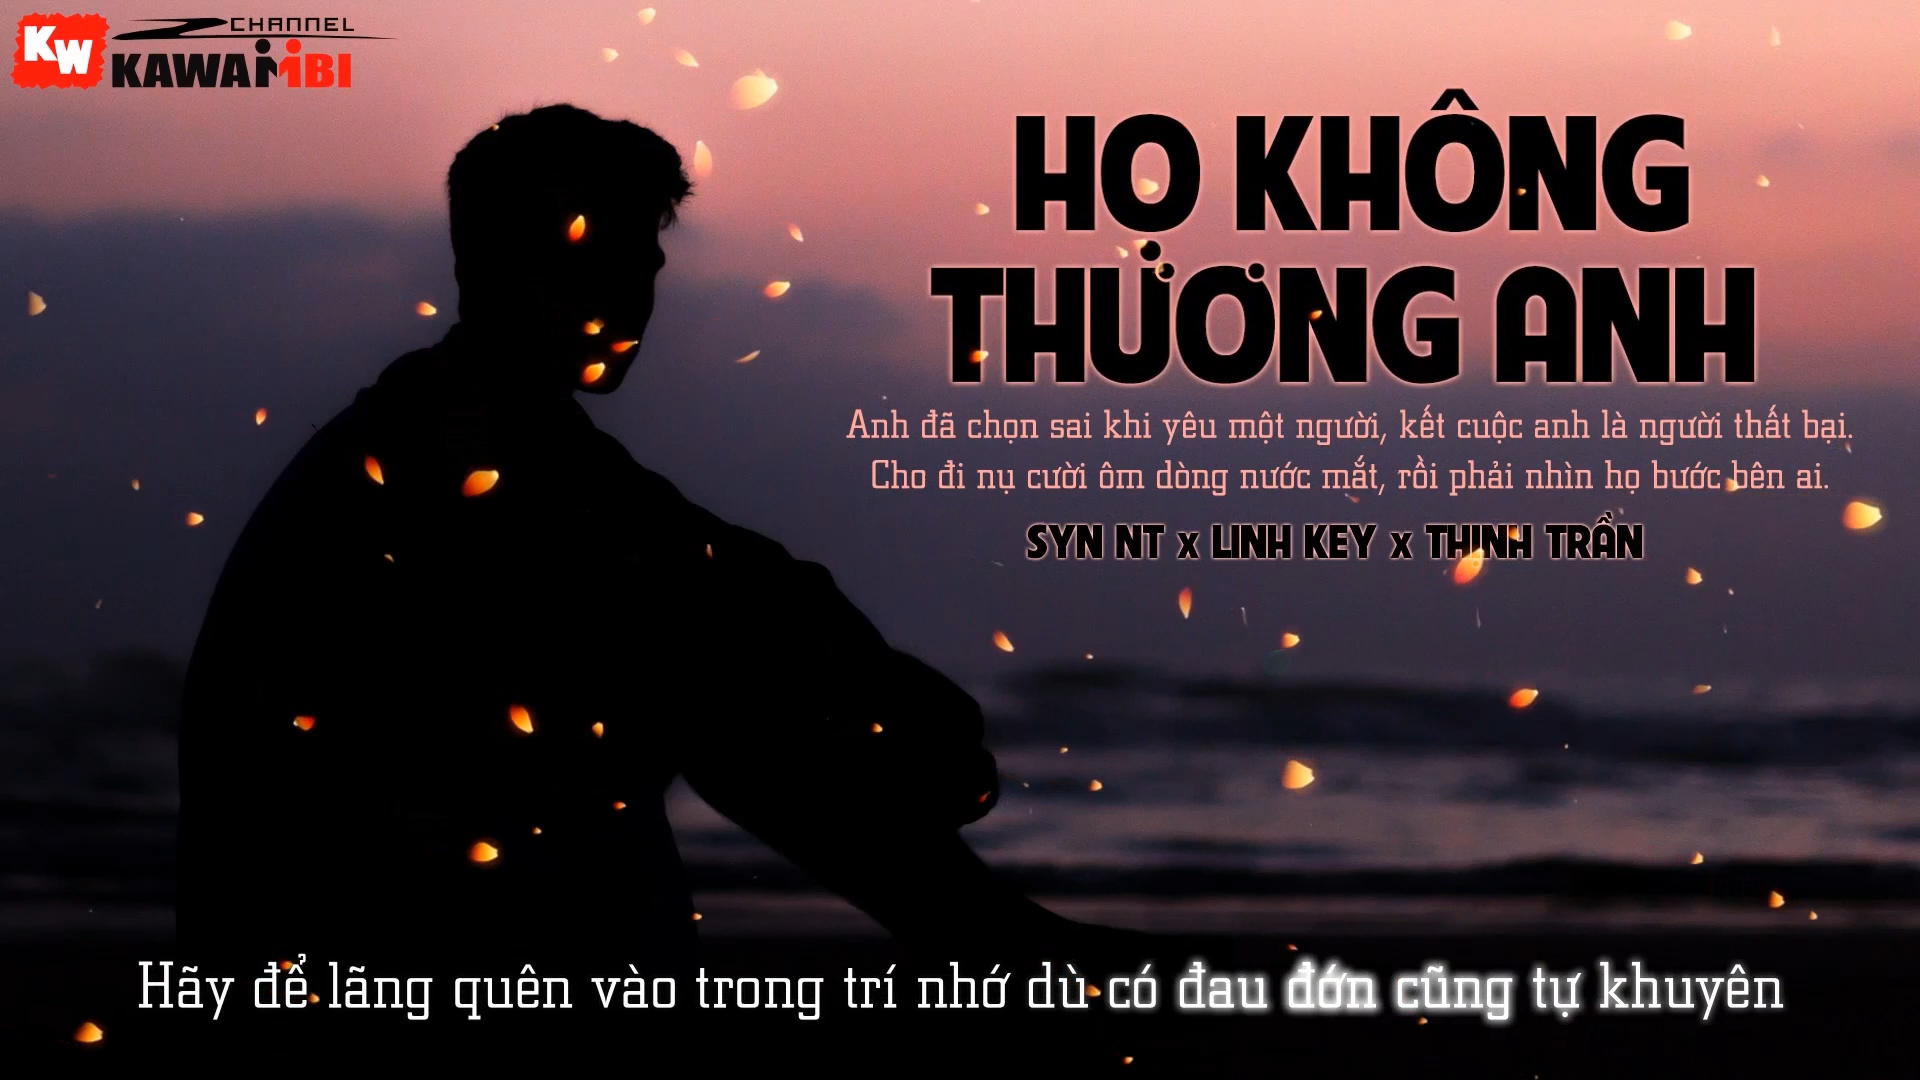 KW
CHANNEL
KAWAIIBI
HỌ KHÔNG
THƯƠNG ANH
Anh đã chọn sai khi yêu một người, kết cuộc anh là người thất bại.
Cho đi nụ cười ôm dòng nước mắt, rồi phải nhìn họ bước bên ai.
SYN NT x LINH KEY x THỊNH TRẦN
Hãy để lãng quên vào trong trí nhớ dù có đau đớn cũng tự khuyên